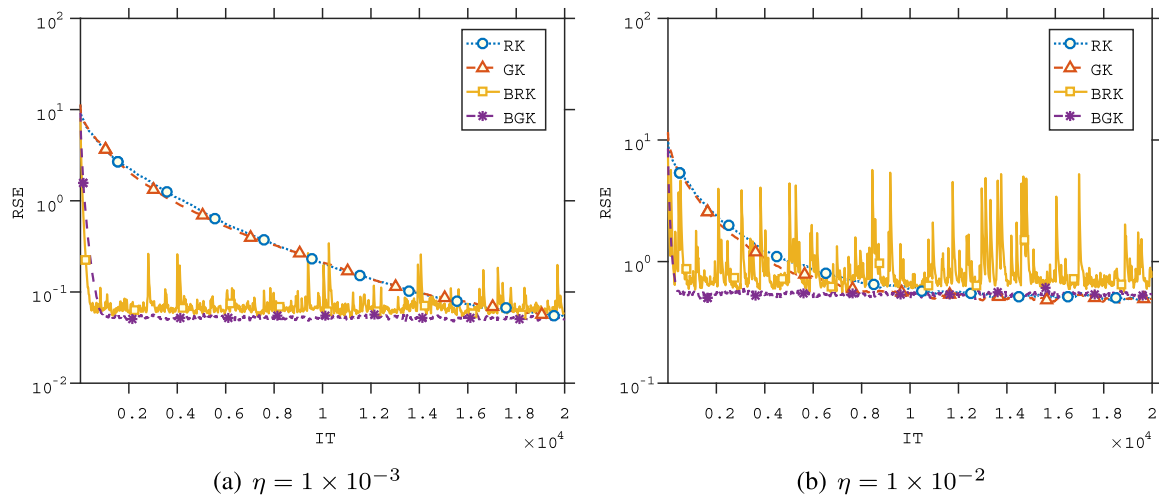 10^2
10^1
10^0
10^-1
10^-2
RSE
0.2 0.4 0.6 0.8 1 1.2 1.4 1.6 1.8 2
IT
×10^4
RK
GK
BRK
BGK
(a) η = 1 × 10^−3
10^2
10^1
10^0
10^-1
RSE
0.2 0.4 0.6 0.8 1 1.2 1.4 1.6 1.8 2
IT
×10^4
RK
GK
BRK
BGK
(b) η = 1 × 10^−2